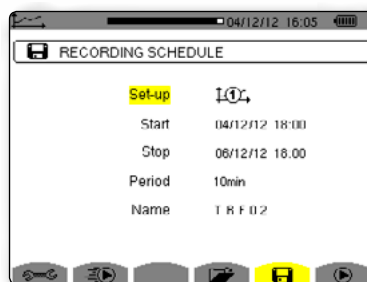 04/12/12 16:05
RECORDING SCHEDULE
Set-up 1
Start 04/12/12 18:00
Stop 06/12/12 18:00
Period 10min
Name T R F 0 2